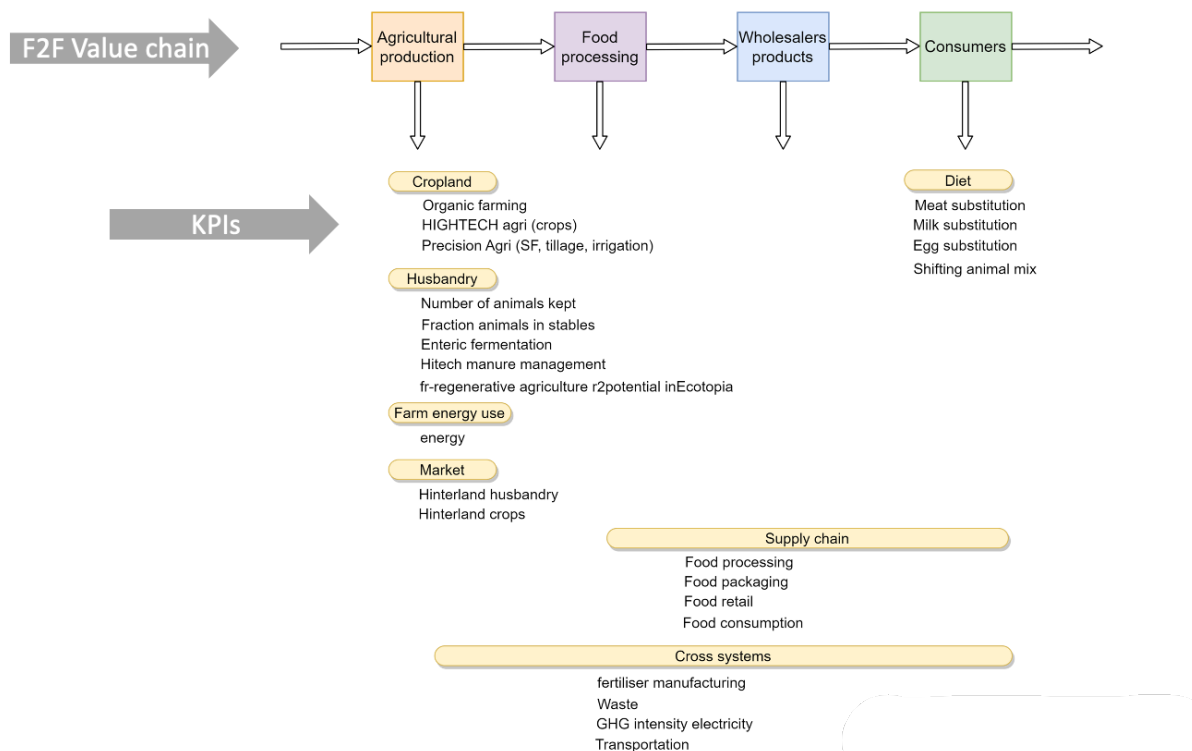 F2F Value chain
Agricultural
production
Food
processing
Wholesalers
products
Consumers
KPIs
Cropland
Organic farming
HIGHTECH agri (crops)
Precision Agri (SF, tillage, irrigation)
Husbandry
Number of animals kept
Fraction animals in stables
Enteric fermentation
Hitech manure management
fr-regenerative agriculture r2potential inEcotopia
Farm energy use
energy
Market
Hinterland husbandry
Hinterland crops
Diet
Meat substitution
Milk substitution
Egg substitution
Shifting animal mix
Supply chain
Food processing
Food packaging
Food retail
Food consumption
Cross systems
fertiliser manufacturing
Waste
GHG intensity electricity
Transportation